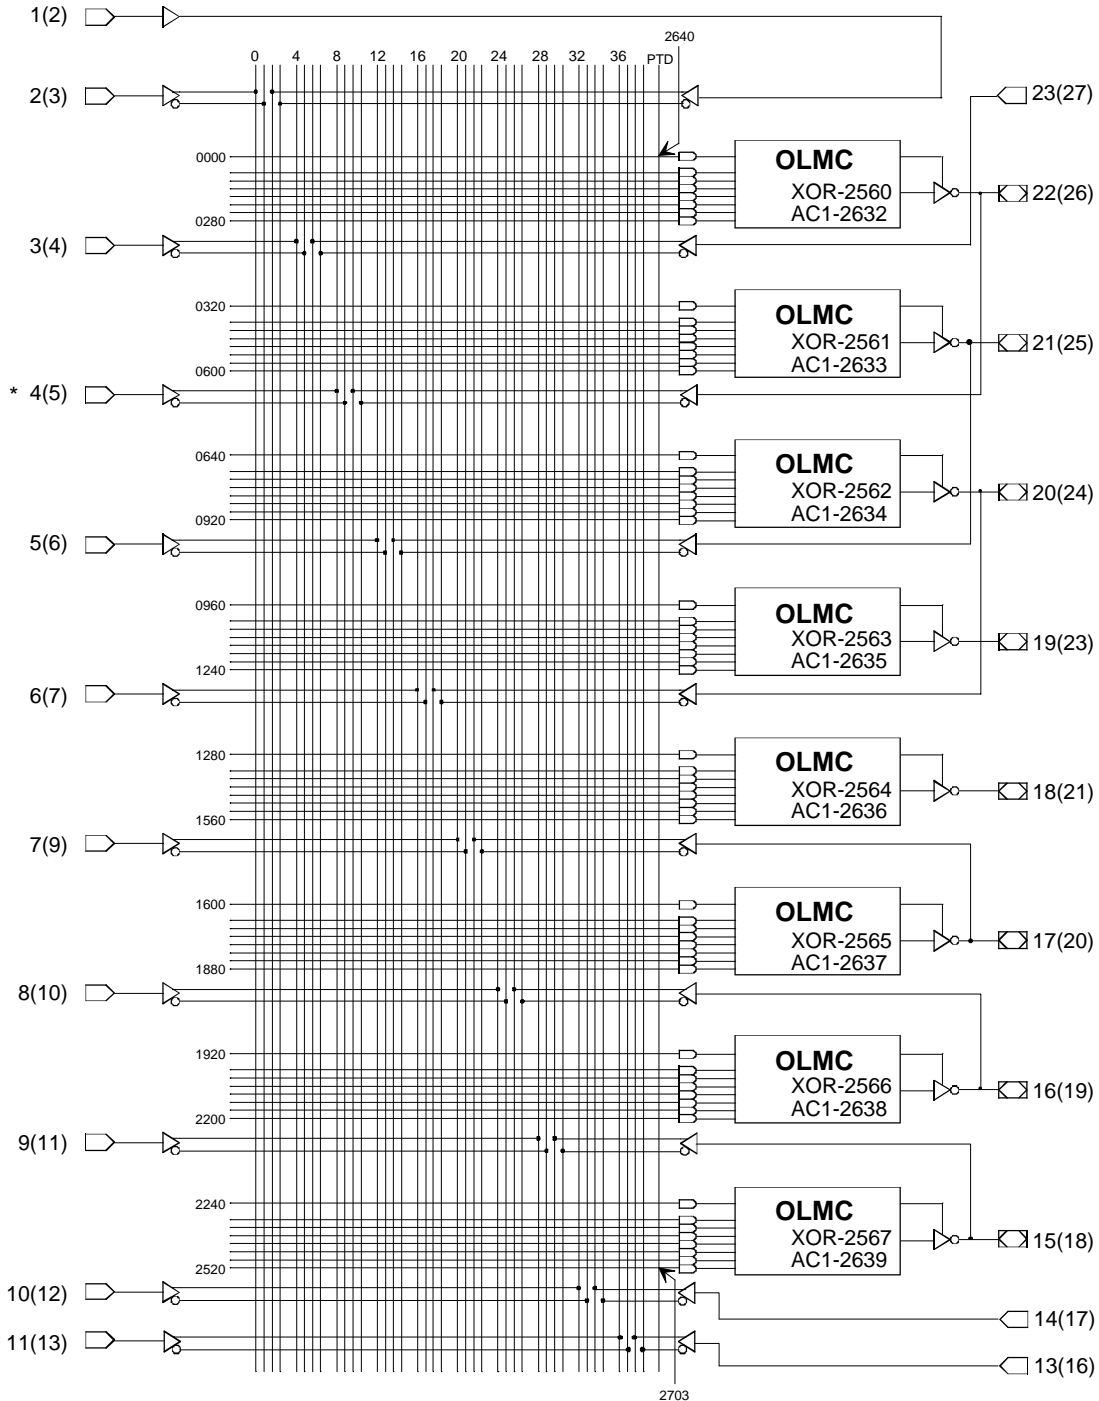 1(2)
2640
0 4 8 12 16 20 24 28 32 36 PTD
2(3)
23(27)
0000
OLMC
XOR-2560
AC1-2632
22(26)
0280
3(4)
0320
OLMC
XOR-2561
AC1-2633
21(25)
0600
* 4(5)
0640
OLMC
XOR-2562
AC1-2634
20(24)
0920
5(6)
0960
OLMC
XOR-2563
AC1-2635
19(23)
1240
6(7)
1280
OLMC
XOR-2564
AC1-2636
18(21)
1560
7(9)
1600
OLMC
XOR-2565
AC1-2637
17(20)
1880
8(10)
1920
OLMC
XOR-2566
AC1-2638
16(19)
2200
9(11)
2240
OLMC
XOR-2567
AC1-2639
15(18)
2520
10(12)
14(17)
11(13)
13(16)
2703